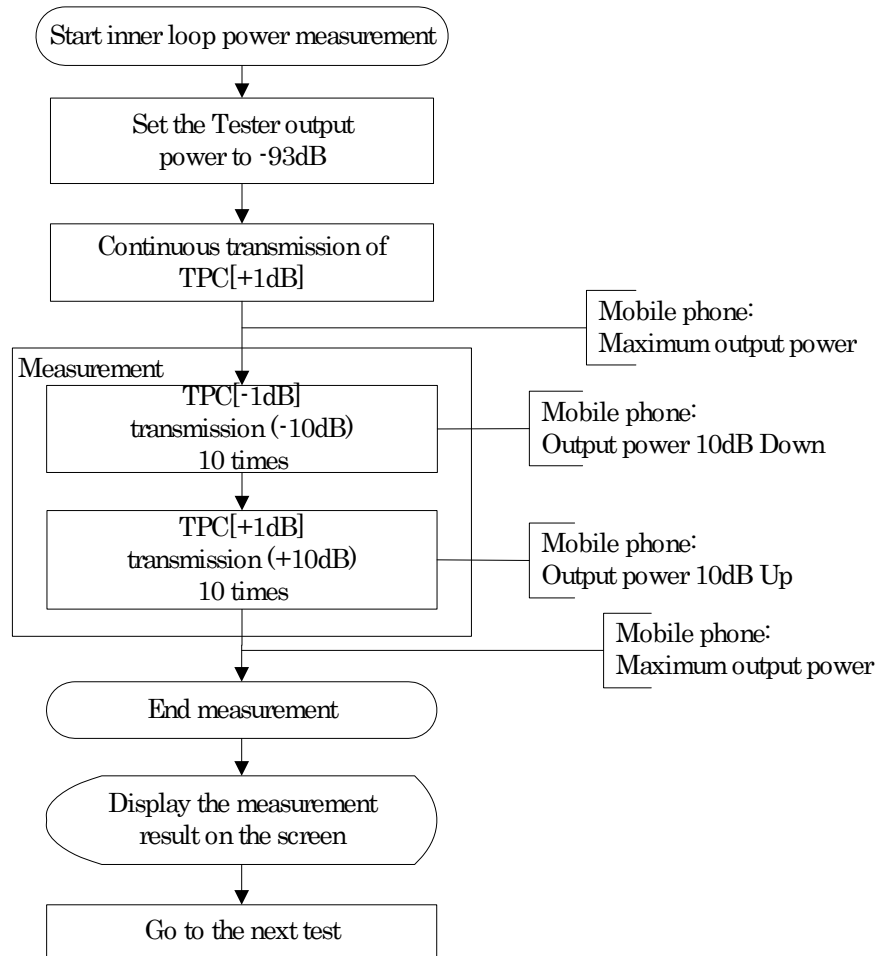 Start inner loop power measurement
Set the Tester output
power to -93dB
Continuous transmission of
TPC[+1dB]
Mobile phone:
Maximum output power
Measurement
TPC[-1dB]
transmission (-10dB)
10 times
Mobile phone:
Output power 10dB Down
TPC[+1dB]
transmission (+10dB)
10 times
Mobile phone:
Output power 10dB Up
Mobile phone:
Maximum output power
End measurement
Display the measurement
result on the screen
Go to the next test